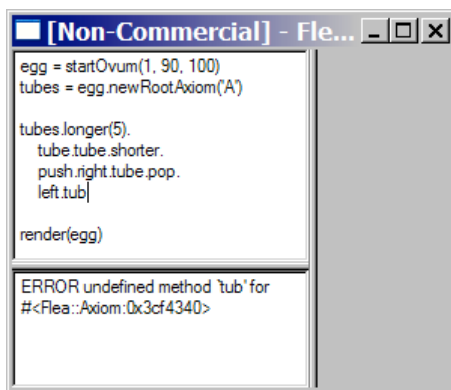 [Non-Commercial] - Fle...
egg = startOvum(1, 90, 100)
tubes = egg.newRootAxiom('A')
tubes.longer(5).
tube.tube.shorter.
push.right.tube.pop.
left.tub
render(egg)
ERROR undefined method `tub' for
#<Flea::Axiom:0x3cf4340>